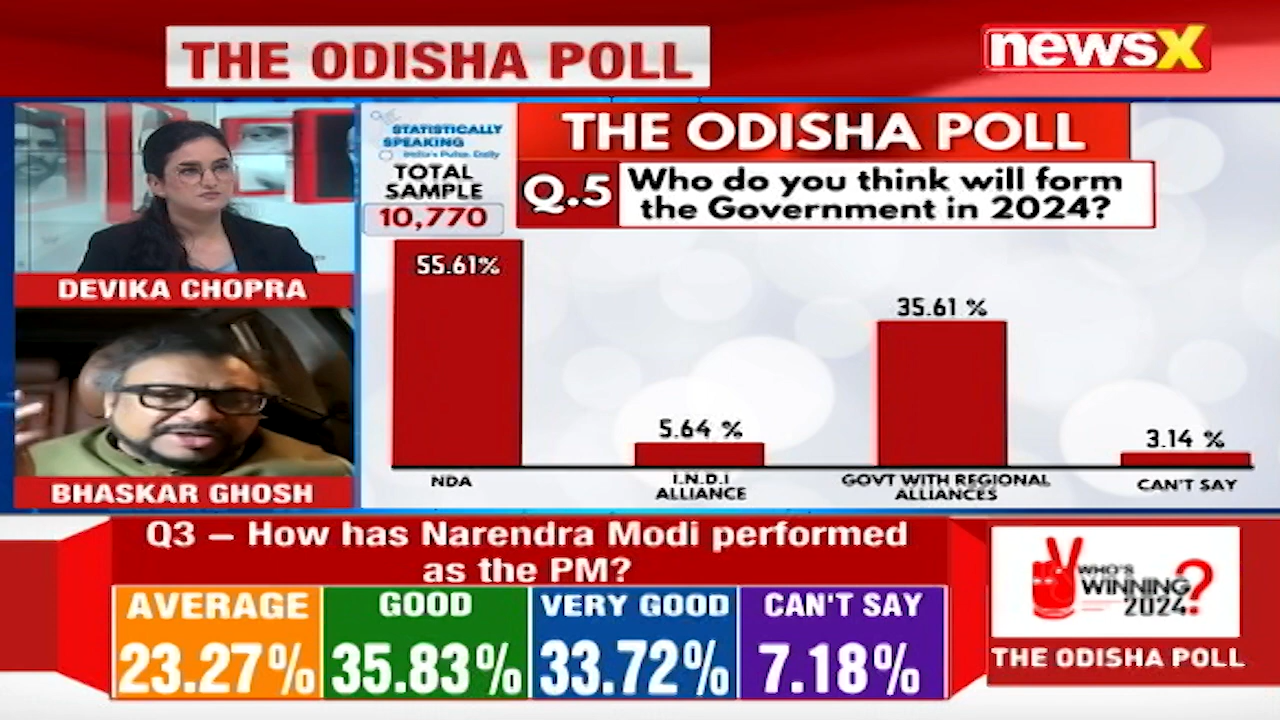 THE ODISHA POLL
newsX
STATISTICALLY
SPEAKING
India's Pulse, Daily
TOTAL
SAMPLE
10,770
THE ODISHA POLL
Q.5
Who do you think will form
the Government in 2024?
55.61%
5.64 %
35.61 %
3.14 %
NDA
I.N.D.I
ALLIANCE
GOVT WITH REGIONAL
ALLIANCES
CAN'T SAY
DEVIKA CHOPRA
BHASKAR GHOSH
Q3 – How has Narendra Modi performed
as the PM?
AVERAGE
23.27%
GOOD
35.83%
VERY GOOD
33.72%
CAN'T SAY
7.18%
WHO'S
WINNING
2024?
THE ODISHA POLL